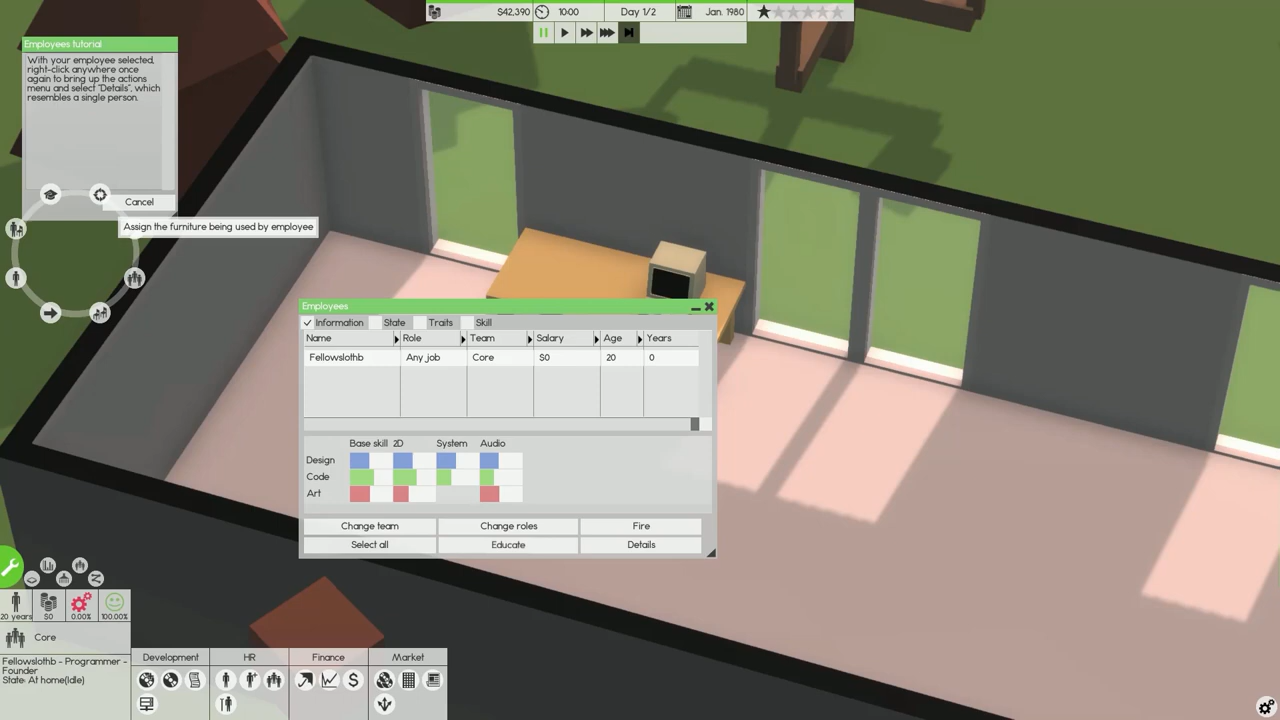 $42,390
10:00
Day 1/2
Jan. 1980
Employees tutorial
With your employee selected,
right-click anywhere once
again to bring up the actions
menu and select "Details", which
resembles a single person.
Cancel
Assign the furniture being used by employee
Employees
Information State Traits Skill
Name Role Team Salary Age Years
Fellowslothb Any job Core $0 20 0
Base skill 2D System Audio
Design
Code
Art
Change team Change roles Fire
Select all Educate Details
20 years $0 0.00% 100.00%
Core
Fellowslothb - Programmer -
Founder
State: At home(Idle)
Development HR Finance Market